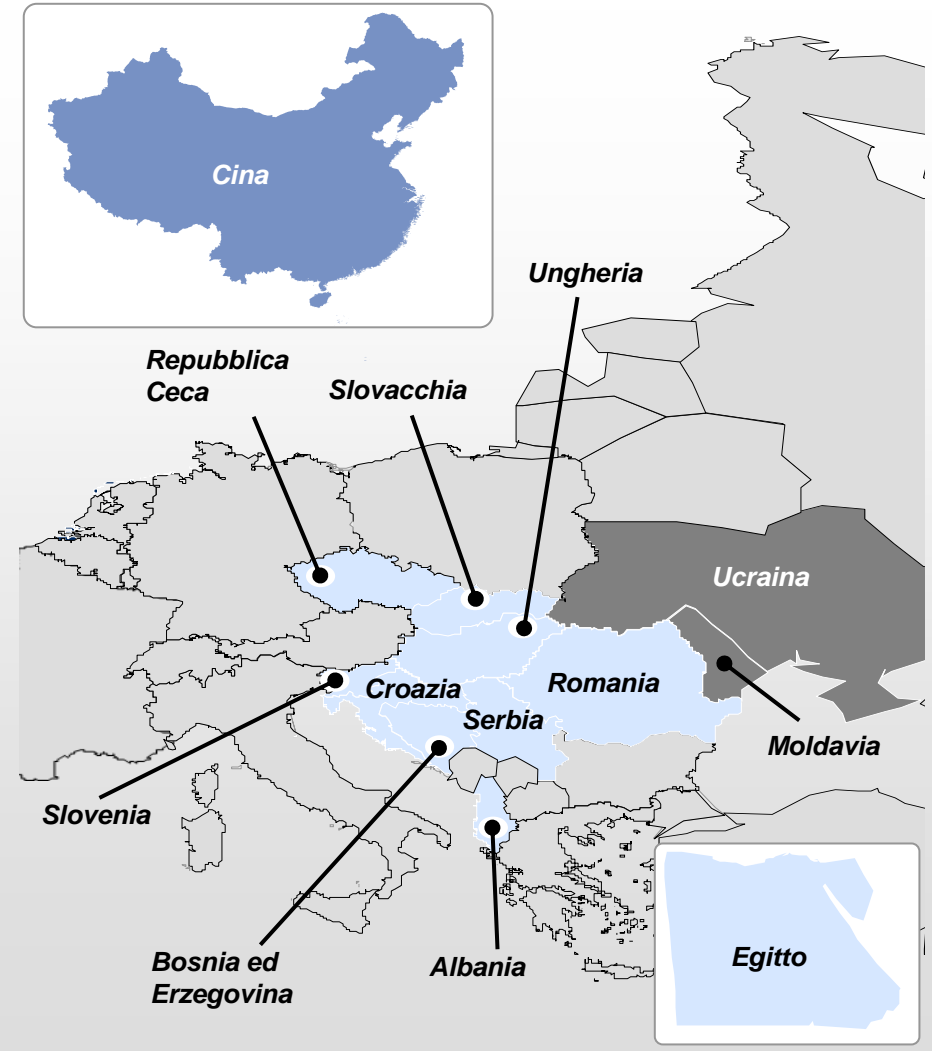 Cina
Ungheria
Repubblica
Ceca
Slovacchia
Ucraina
Croazia
Romania
Serbia
Moldavia
Slovenia
Bosnia ed
Erzegovina
Albania
Egitto